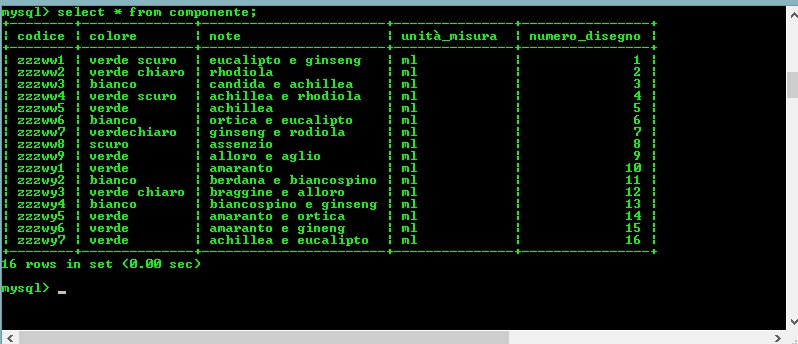 mysql> select * from componente;
+--------+--------------+-----------------------+--------------+----------------+
| codice | colore | note | unità_misura | numero_disegno |
+--------+--------------+-----------------------+--------------+----------------+
| zzzww1 | verde scuro | eucalipto e ginseng | ml | 1 |
| zzzww2 | verde chiaro | rhodiola | ml | 2 |
| zzzww3 | bianco | candida e achillea | ml | 3 |
| zzzww4 | verde scuro | achillea e rhodiola | ml | 4 |
| zzzww5 | verde | achillea | ml | 5 |
| zzzww6 | bianco | ortica e eucalipto | ml | 6 |
| zzzww7 | verdechiaro | ginseng e rodiola | ml | 7 |
| zzzww8 | scuro | assenzio | ml | 8 |
| zzzww9 | verde | alloro e aglio | ml | 9 |
| zzzwy1 | verde | amaranto | ml | 10 |
| zzzwy2 | bianco | berdana e biancospino | ml | 11 |
| zzzwy3 | verde chiaro | braggine e alloro | ml | 12 |
| zzzwy4 | bianco | biancospino e ginseng | ml | 13 |
| zzzwy5 | verde | amaranto e ortica | ml | 14 |
| zzzwy6 | verde | amaranto e gineng | ml | 15 |
| zzzwy7 | verde | achillea e eucalipto | ml | 16 |
+--------+--------------+-----------------------+--------------+----------------+
16 rows in set (0.00 sec)
mysql> _